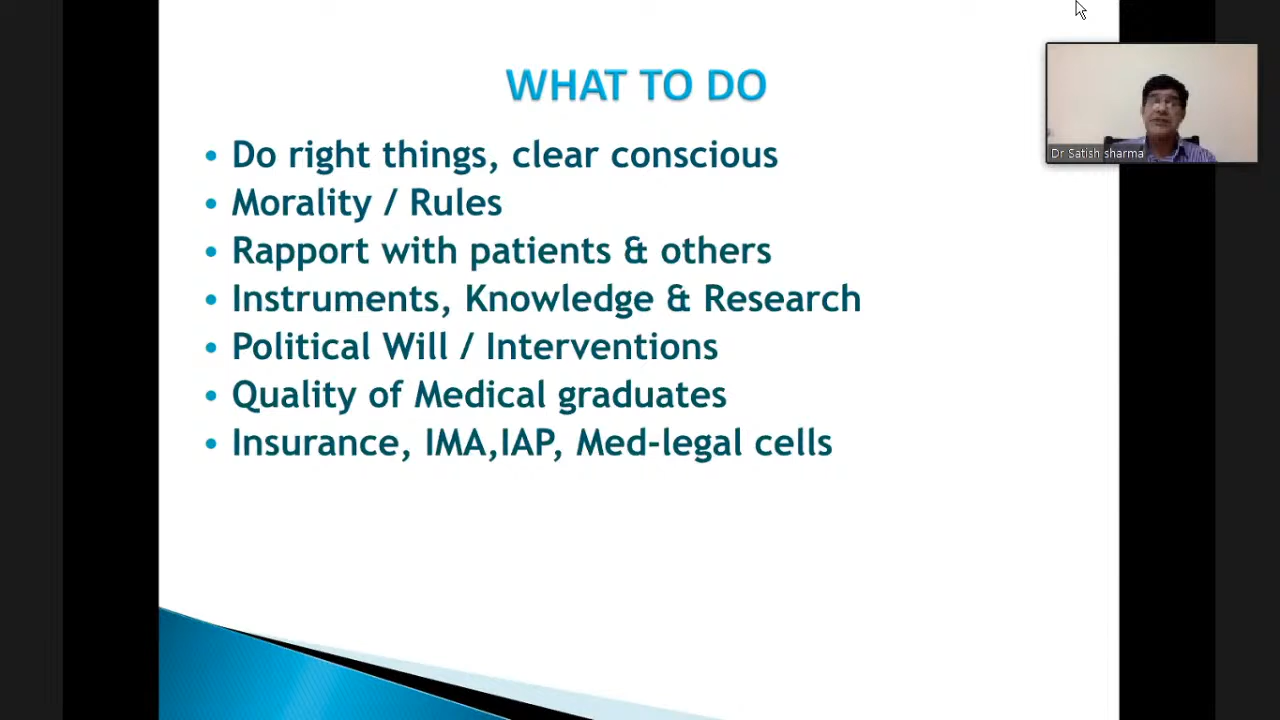 WHAT TO DO
• Do right things, clear conscious
• Morality / Rules
• Rapport with patients & others
• Instruments, Knowledge & Research
• Political Will / Interventions
• Quality of Medical graduates
• Insurance, IMA,IAP, Med-legal cells
Dr Satish sharma